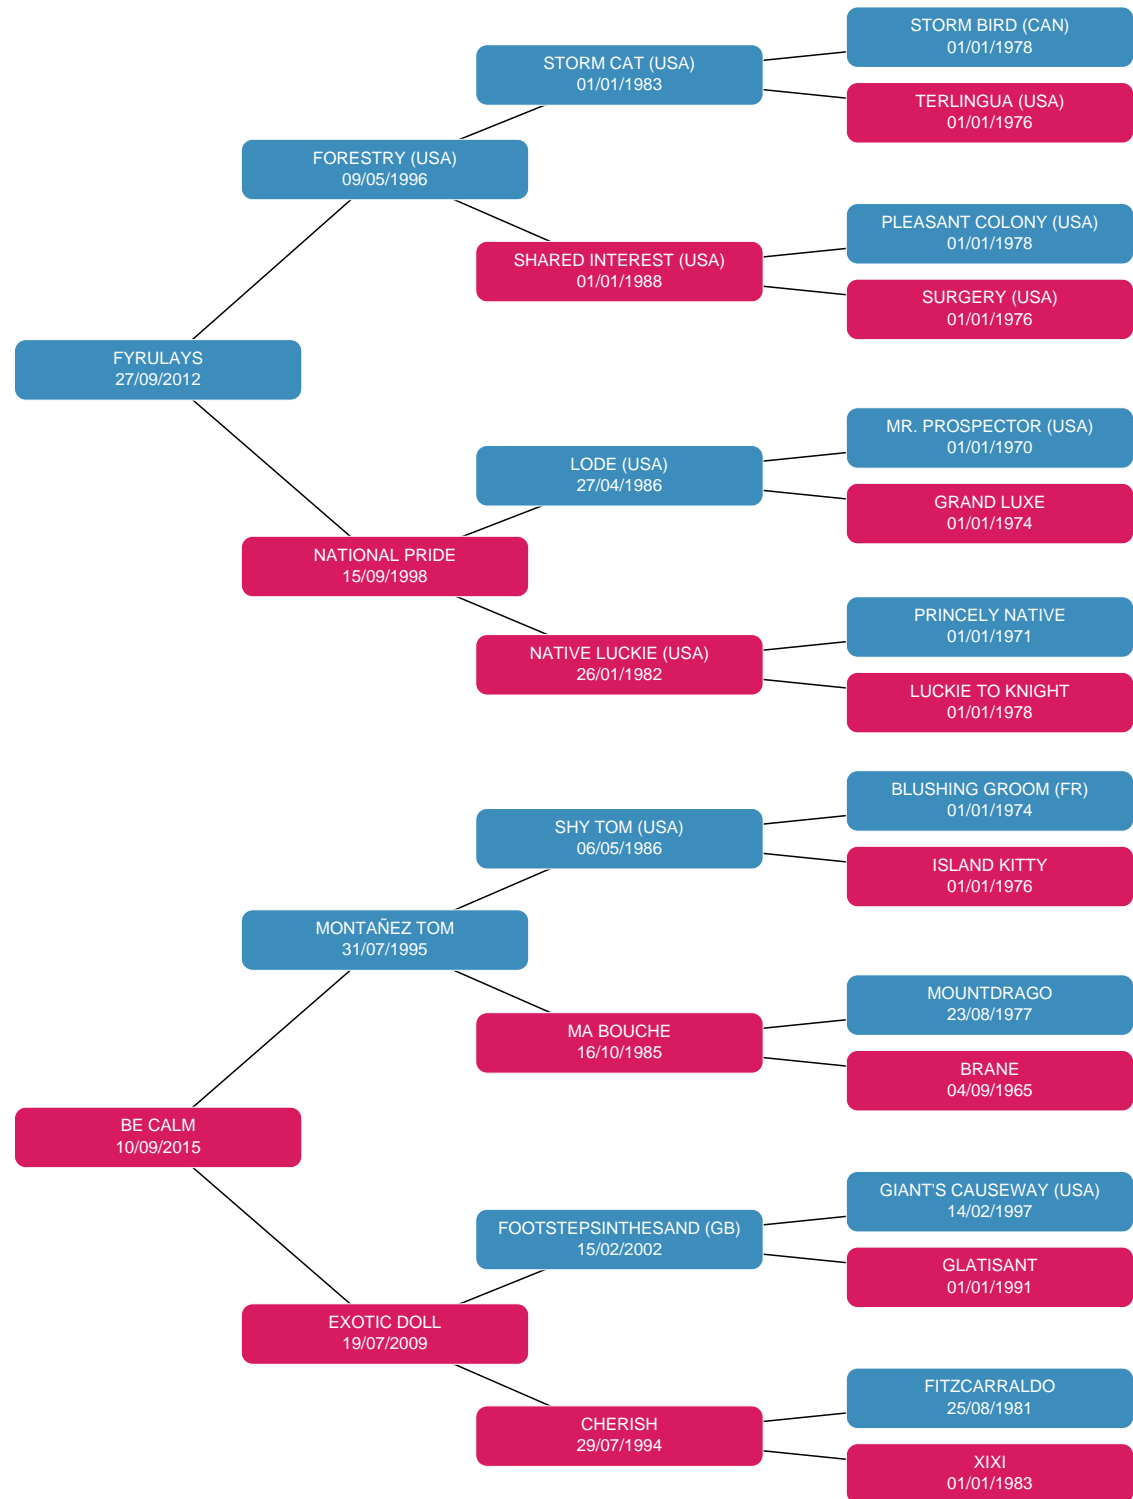 STORM BIRD (CAN)
01/01/1978
STORM CAT (USA)
01/01/1983
TERLINGUA (USA)
01/01/1976
FORESTRY (USA)
09/05/1996
PLEASANT COLONY (USA)
01/01/1978
SHARED INTEREST (USA)
01/01/1988
SURGERY (USA)
01/01/1976
FYRULAYS
27/09/2012
MR. PROSPECTOR (USA)
01/01/1970
LODE (USA)
27/04/1986
GRAND LUXE
01/01/1974
NATIONAL PRIDE
15/09/1998
PRINCELY NATIVE
01/01/1971
NATIVE LUCKIE (USA)
26/01/1982
LUCKIE TO KNIGHT
01/01/1978
BLUSHING GROOM (FR)
01/01/1974
SHY TOM (USA)
06/05/1986
ISLAND KITTY
01/01/1976
MONTAÑEZ TOM
31/07/1995
MOUNTDRAGO
23/08/1977
MA BOUCHE
16/10/1985
BRANE
04/09/1965
BE CALM
10/09/2015
GIANT'S CAUSEWAY (USA)
14/02/1997
FOOTSTEPSINTHESAND (GB)
15/02/2002
GLATISANT
01/01/1991
EXOTIC DOLL
19/07/2009
FITZCARRALDO
25/08/1981
CHERISH
29/07/1994
XIXI
01/01/1983